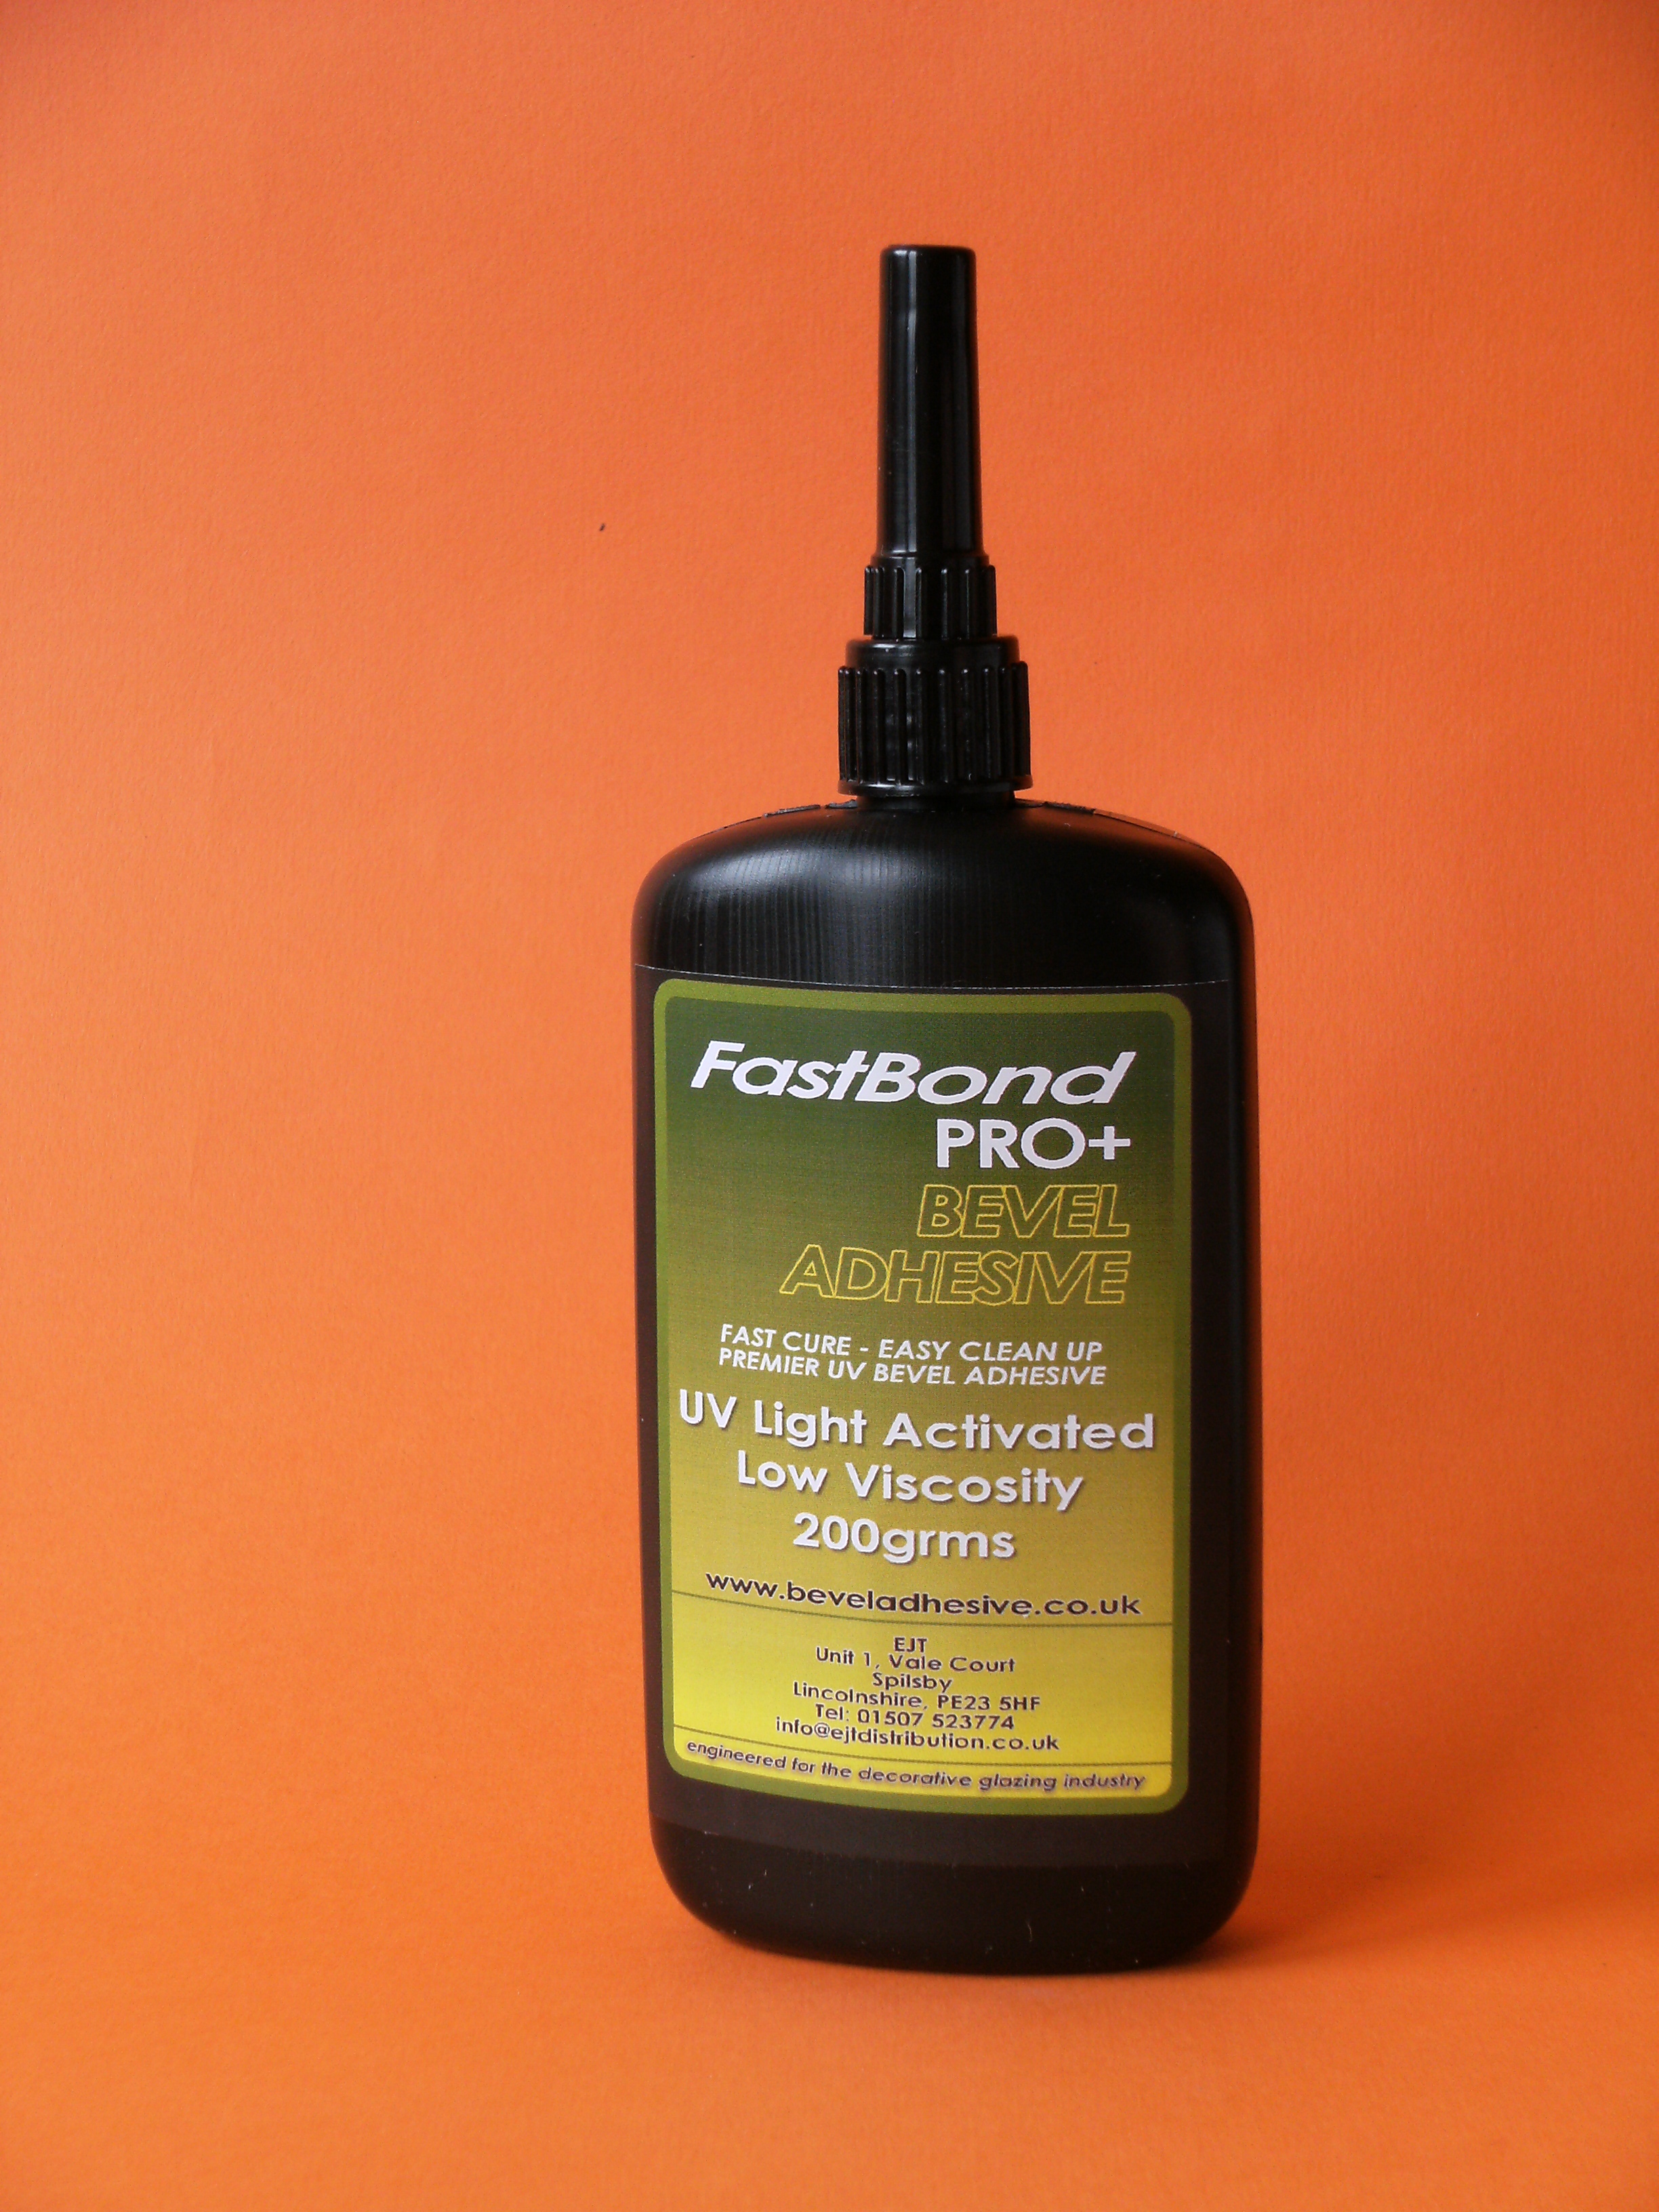 FastBond
PRO+
BEVEL
ADHESIVE
FAST CURE - EASY CLEAN UP
PREMIER UV BEVEL ADHESIVE
UV Light Activated
Low Viscosity
200grms
www.beveladhesive.co.uk
EJT
Unit 1, Vale Court
Spilsby
Lincolnshire, PE23 5HF
Tel: 01507 523774
info@ejtdistribution.co.uk
engineered for the decorative glazing industry